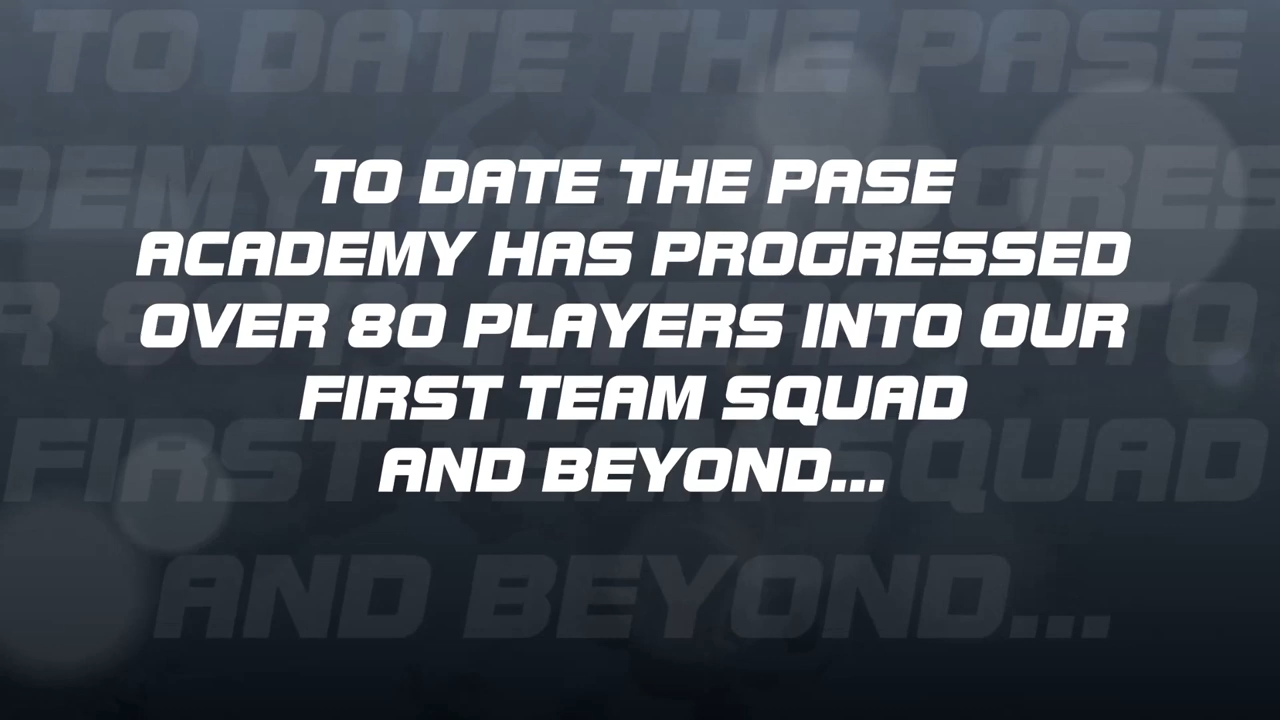 TO DATE THE PASE
ACADEMY HAS PROGRESSED
OVER 80 PLAYERS INTO OUR
FIRST TEAM SQUAD
AND BEYOND...